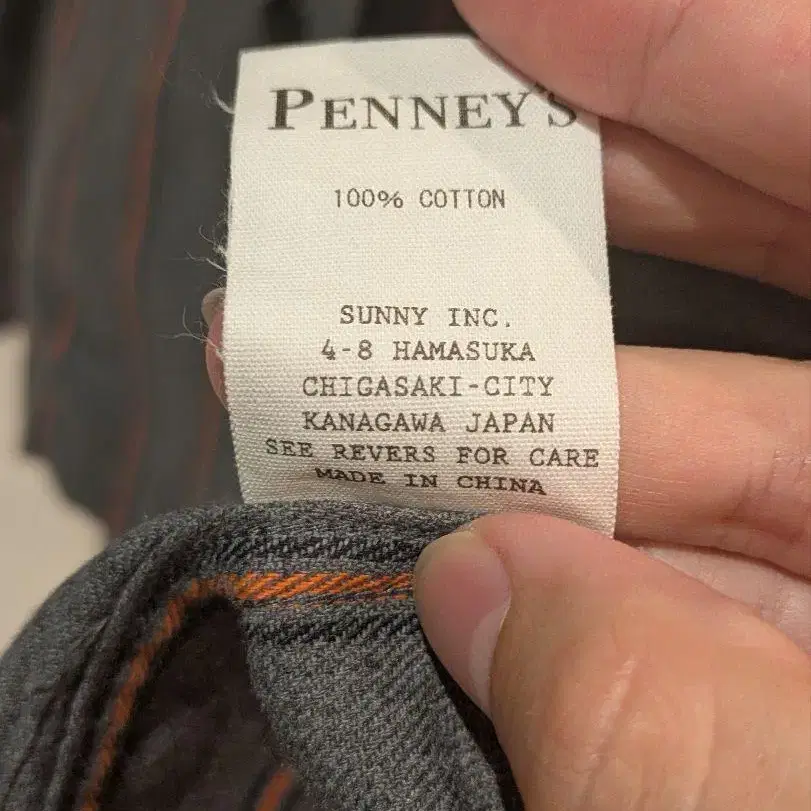 PENNEY'S
100% COTTON
SUNNY INC.
4-8 HAMASUKA
CHIGASAKI-CITY
KANAGAWA JAPAN
SEE REVERS FOR CARE
MADE IN CHINA